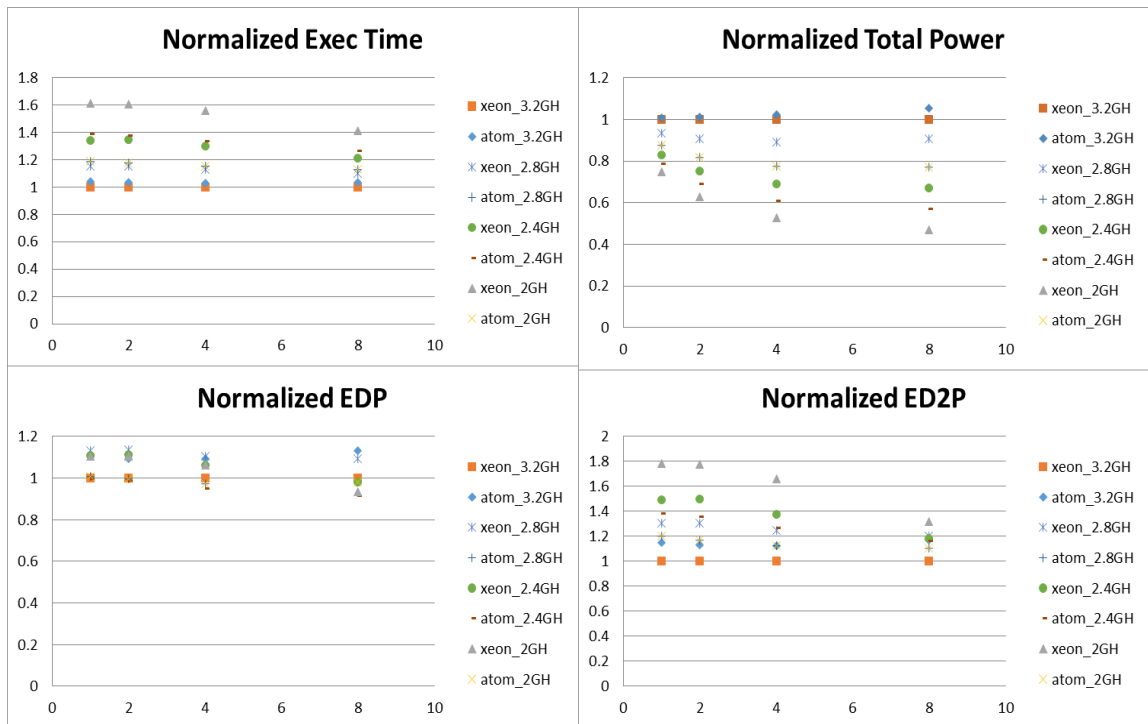 Normalized Exec Time
1.8
1.6
1.4
1.2
1
0.8
0.6
0.4
0.2
0
0 2 4 6 8 10
xeon_3.2GH
atom_3.2GH
xeon_2.8GH
atom_2.8GH
xeon_2.4GH
atom_2.4GH
xeon_2GH
atom_2GH
Normalized Total Power
1.2
1
0.8
0.6
0.4
0.2
0
0 2 4 6 8 10
xeon_3.2GH
atom_3.2GH
xeon_2.8GH
atom_2.8GH
xeon_2.4GH
atom_2.4GH
xeon_2GH
atom_2GH
Normalized EDP
1.2
1
0.8
0.6
0.4
0.2
0
0 2 4 6 8 10
xeon_3.2GH
atom_3.2GH
xeon_2.8GH
atom_2.8GH
xeon_2.4GH
atom_2.4GH
xeon_2GH
atom_2GH
Normalized ED2P
2
1.8
1.6
1.4
1.2
1
0.8
0.6
0.4
0.2
0
0 2 4 6 8 10
xeon_3.2GH
atom_3.2GH
xeon_2.8GH
atom_2.8GH
xeon_2.4GH
atom_2.4GH
xeon_2GH
atom_2GH